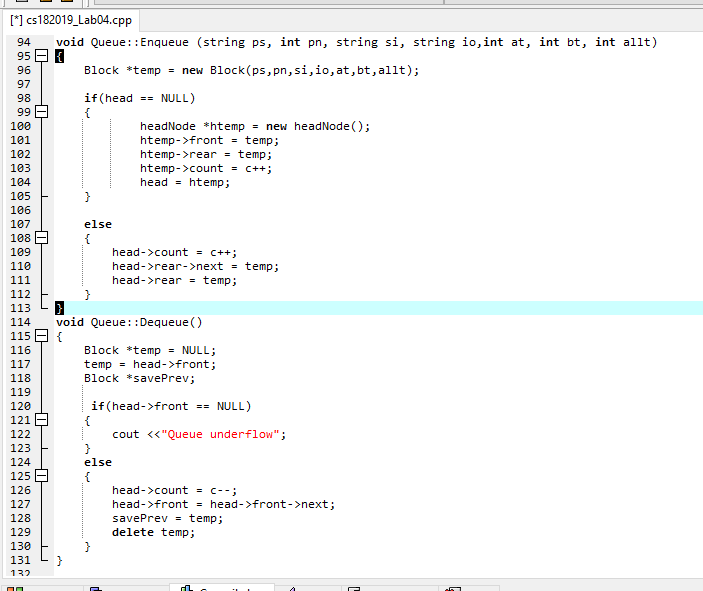 [*] cs182019_Lab04.cpp
94 void Queue::Enqueue (string ps, int pn, string si, string io,int at, int bt, int allt)
95 {
96 Block *temp = new Block(ps,pn,si,io,at,bt,allt);
97
98 if(head == NULL)
99 {
100 headNode *htemp = new headNode();
101 htemp->front = temp;
102 htemp->rear = temp;
103 htemp->count = c++;
104 head = htemp;
105 }
106
107 else
108 {
109 head->count = c++;
110 head->rear->next = temp;
111 head->rear = temp;
112 }
113 }
114 void Queue::Dequeue()
115 {
116 Block *temp = NULL;
117 temp = head->front;
118 Block *savePrev;
119
120 if(head->front == NULL)
121 {
122 cout <<"Queue underflow";
123 }
124 else
125 {
126 head->count = c--;
127 head->front = head->front->next;
128 savePrev = temp;
129 delete temp;
130 }
131 }
132